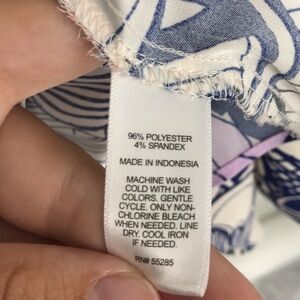 96% POLYESTER
4% SPANDEX
MADE IN INDONESIA
MACHINE WASH
COLD WITH LIKE
COLORS. GENTLE
CYCLE. ONLY NON-
CHLORINE BLEACH
WHEN NEEDED. LINE
DRY. COOL IRON
IF NEEDED.
RN# 55285